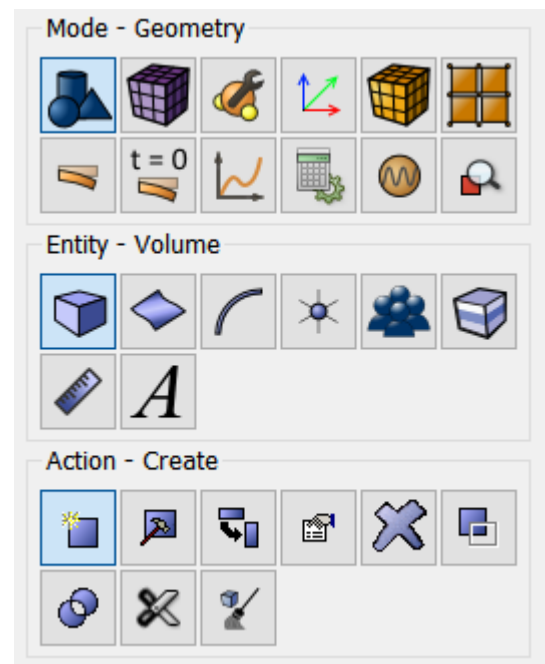 Mode - Geometry
t = 0
Entity - Volume
A
Action - Create